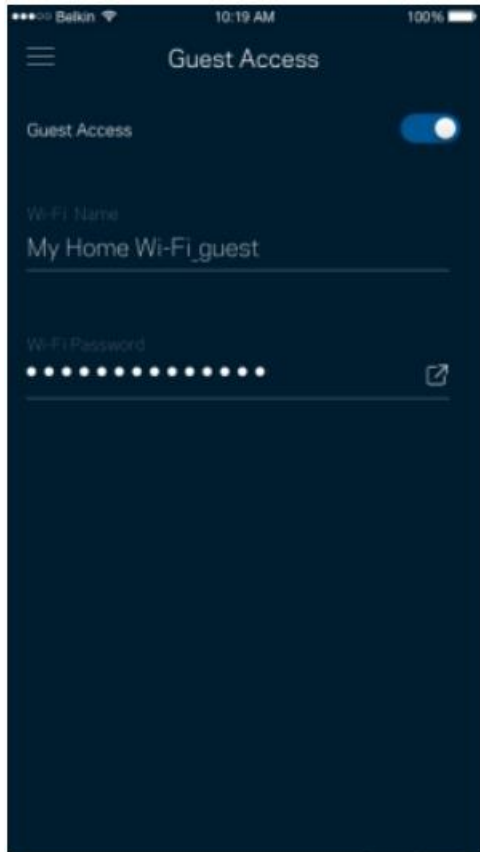 Belkin 10:19 AM 100%
Guest Access
Guest Access
Wi-Fi Name
My Home Wi-Fi_guest
Wi-Fi Password
••••••••••••••